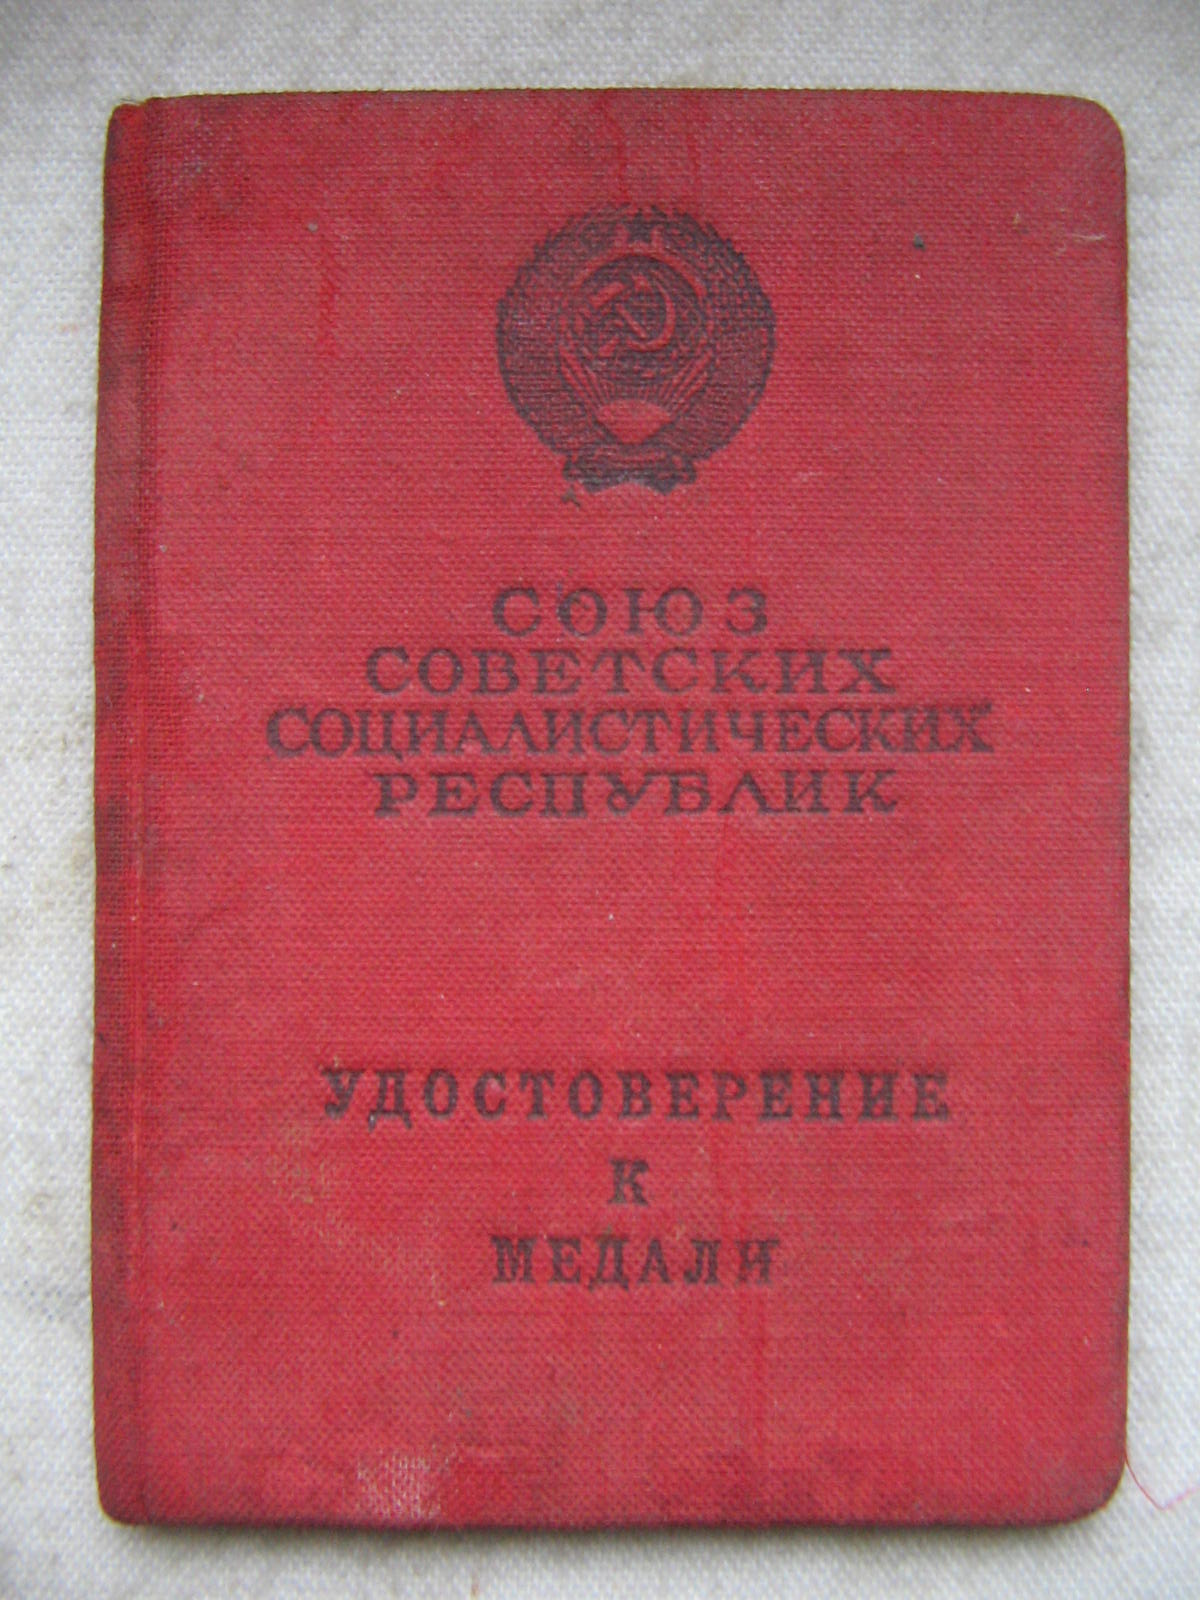 СОЮЗ
СОВЕТСКИХ
СОЦИАЛИСТИЧЕСКИХ
РЕСПУБЛИК
УДОСТОВЕРЕНИЕ
К
МЕДАЛИ